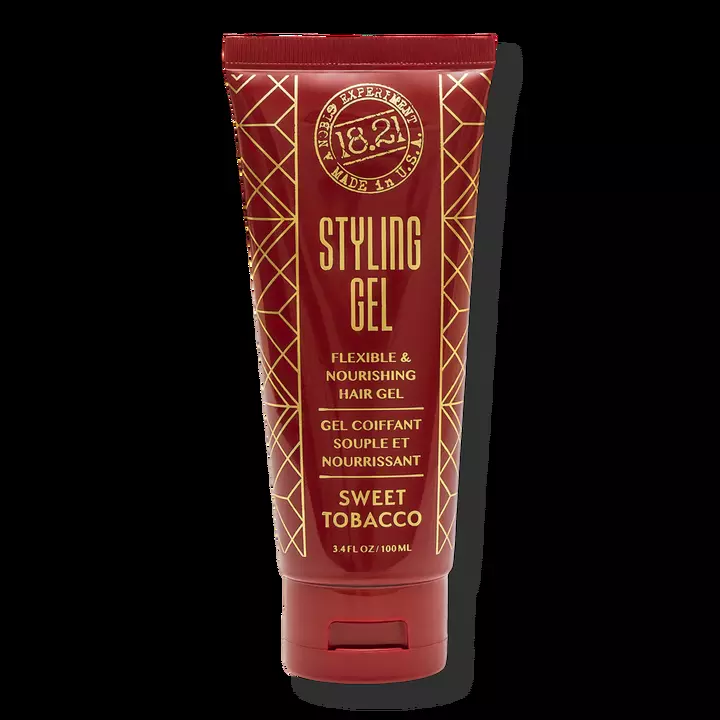 A NOBLE EXPERIMENT
18.21
MADE in U.S.A.
STYLING
GEL
FLEXIBLE &
NOURISHING
HAIR GEL
GEL COIFFANT
SOUPLE ET
NOURRISSANT
SWEET
TOBACCO
3.4 FL OZ/100 ML